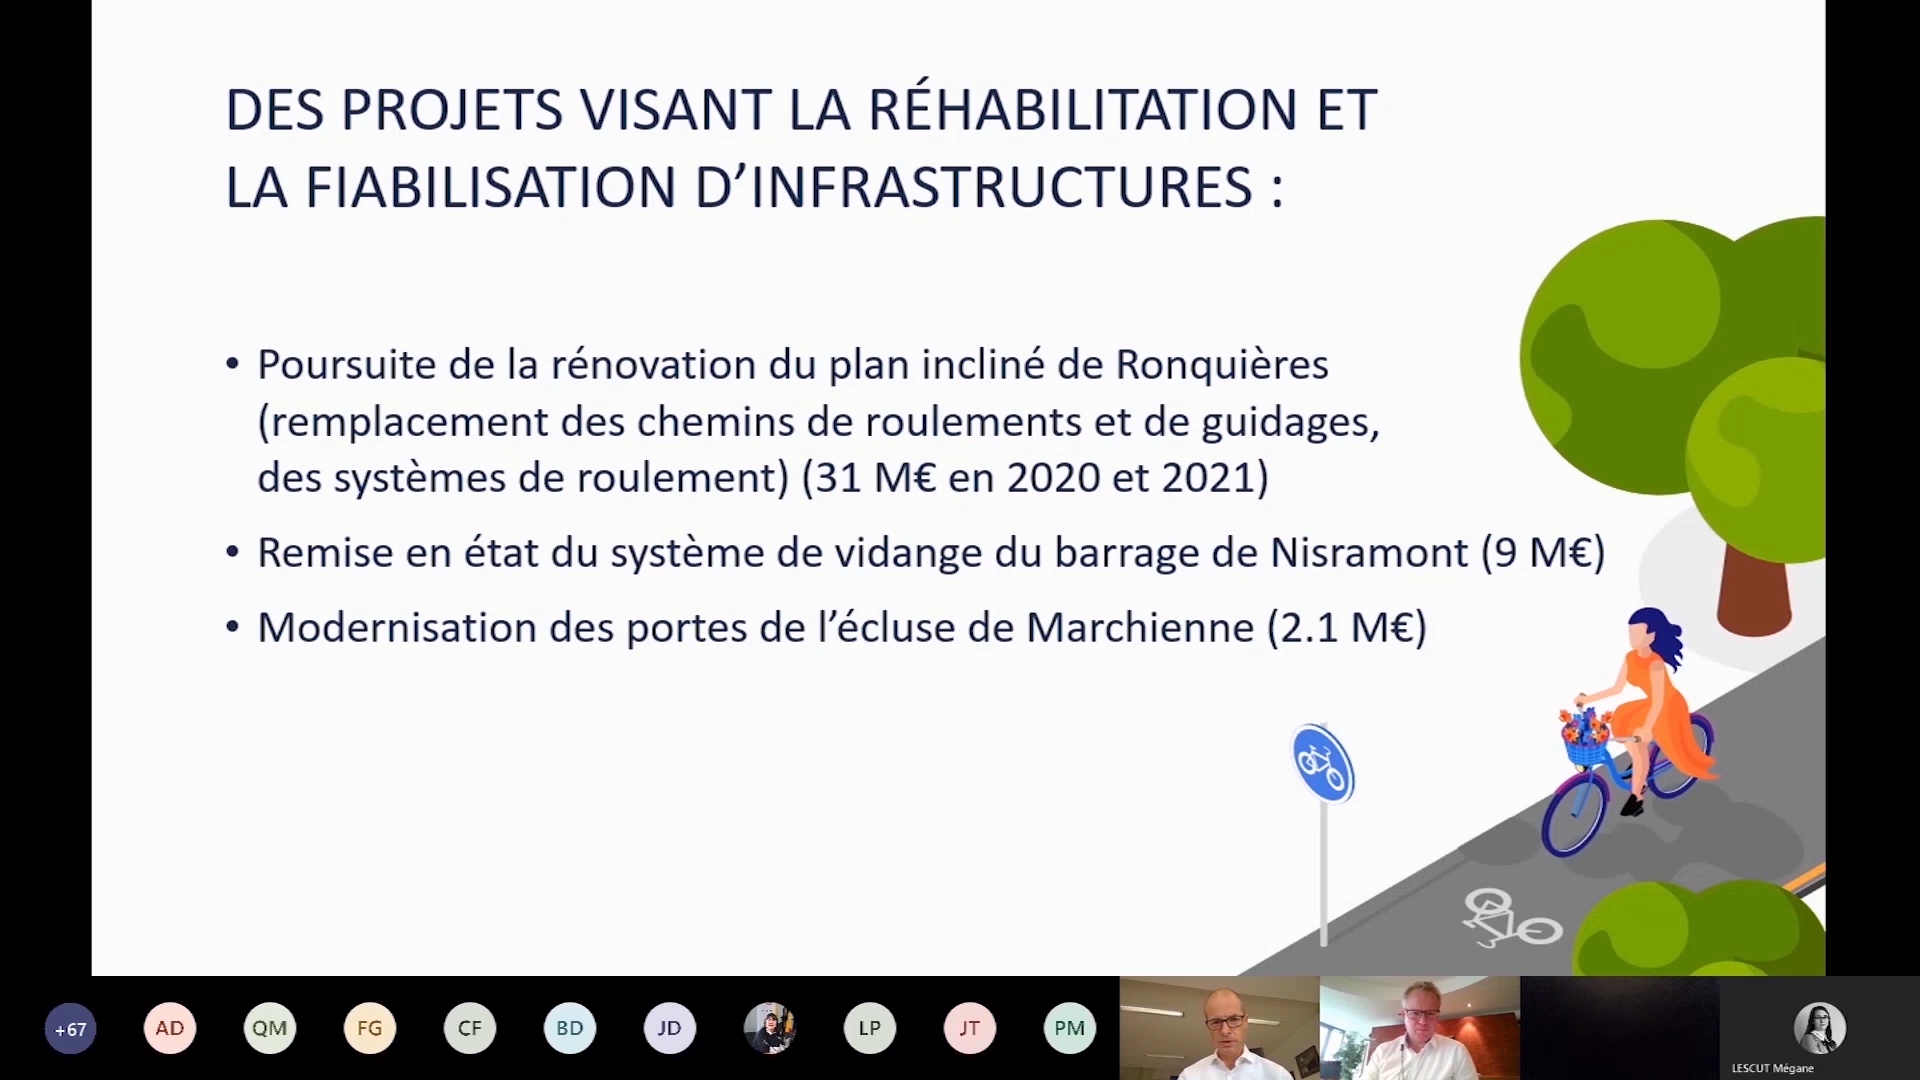 DES PROJETS VISANT LA RÉHABILITATION ET
LA FIABILISATION D’INFRASTRUCTURES :
• Poursuite de la rénovation du plan incliné de Ronquières
(remplacement des chemins de roulements et de guidages,
des systèmes de roulement) (31 M€ en 2020 et 2021)
• Remise en état du système de vidange du barrage de Nisramont (9 M€)
• Modernisation des portes de l’écluse de Marchienne (2.1 M€)
+67
AD
QM
FG
CF
BD
JD
LP
JT
PM
LESCUT Mégane